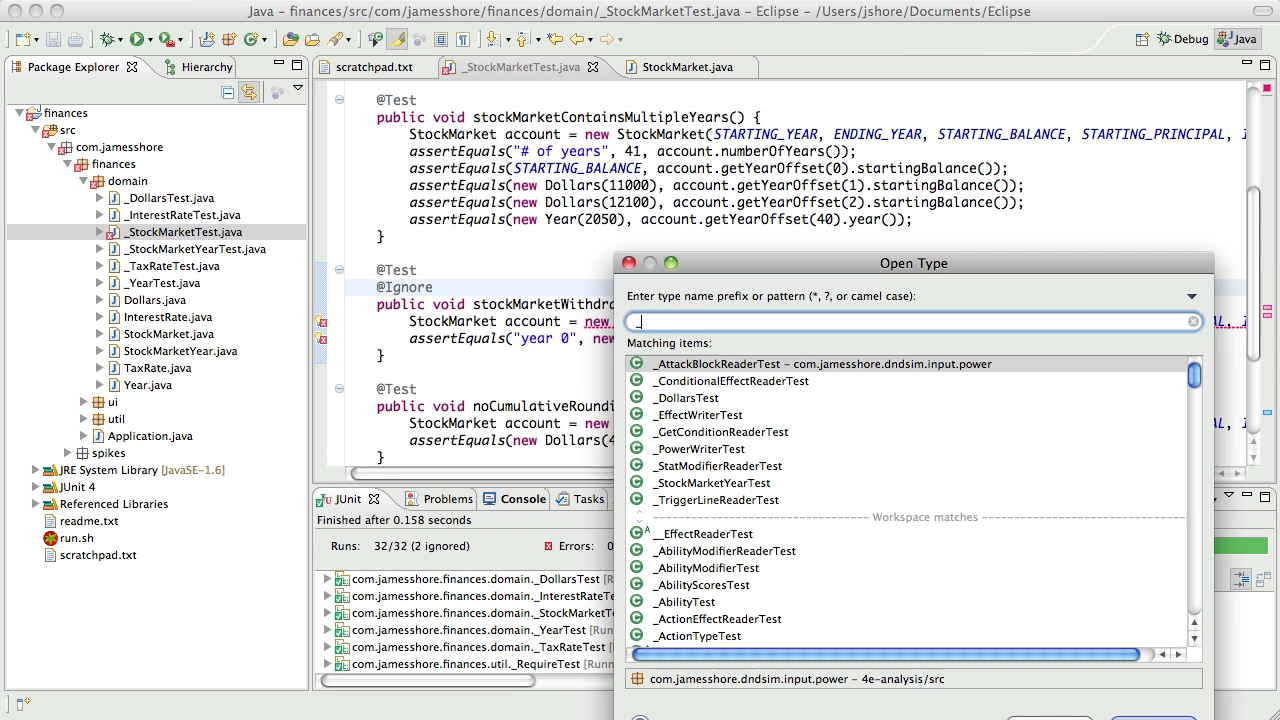 Java – finances/src/com/jamesshore/finances/domain/_StockMarketTest.java – Eclipse – /Users/jshore/Documents/Eclipse
Debug
Java
Package Explorer
Hierarchy
scratchpad.txt
_StockMarketTest.java
StockMarket.java
finances
src
com.jamesshore
finances
domain
_DollarsTest.java
_InterestRateTest.java
_StockMarketTest.java
_StockMarketYearTest.java
_TaxRateTest.java
_YearTest.java
Dollars.java
InterestRate.java
StockMarket.java
StockMarketYear.java
TaxRate.java
Year.java
ui
util
Application.java
spikes
JRE System Library [JavaSE-1.6]
JUnit 4
Referenced Libraries
readme.txt
run.sh
scratchpad.txt
@Test
public void stockMarketContainsMultipleYears() {
StockMarket account = new StockMarket(STARTING_YEAR, ENDING_YEAR, STARTING_BALANCE, STARTING_PRINCIPAL, I
assertEquals("# of years", 41, account.numberOfYears());
assertEquals(STARTING_BALANCE, account.getYearOffset(0).startingBalance());
assertEquals(new Dollars(11000), account.getYearOffset(1).startingBalance());
assertEquals(new Dollars(12100), account.getYearOffset(2).startingBalance());
assertEquals(new Year(2050), account.getYearOffset(40).year());
}
@Test
@Ignore
public void stockMarketWithdra
StockMarket account = new
assertEquals("year 0", new
}
@Test
public void noCumulativeRoundi
StockMarket account = new
assertEquals(new Dollars(4
}
Open Type
Enter type name prefix or pattern (*, ?, or camel case):
_
Matching items:
_AttackBlockReaderTest – com.jamesshore.dndsim.input.power
_ConditionalEffectReaderTest
_DollarsTest
_EffectWriterTest
_GetConditionReaderTest
_PowerWriterTest
_StatModifierReaderTest
_StockMarketYearTest
_TriggerLineReaderTest
Workspace matches
__EffectReaderTest
_AbilityModifierReaderTest
_AbilityModifierTest
_AbilityScoresTest
_AbilityTest
_ActionEffectReaderTest
_ActionTypeTest
com.jamesshore.dndsim.input.power – 4e-analysis/src
JUnit
Problems
Console
Tasks
Finished after 0.158 seconds
Runs: 32/32 (2 ignored)
Errors: 0
com.jamesshore.finances.domain._DollarsTest [R
com.jamesshore.finances.domain._InterestRateTe
com.jamesshore.finances.domain._StockMarketTe
com.jamesshore.finances.domain._YearTest [Run
com.jamesshore.finances.domain._TaxRateTest [
com.jamesshore.finances.util._RequireTest [Runn